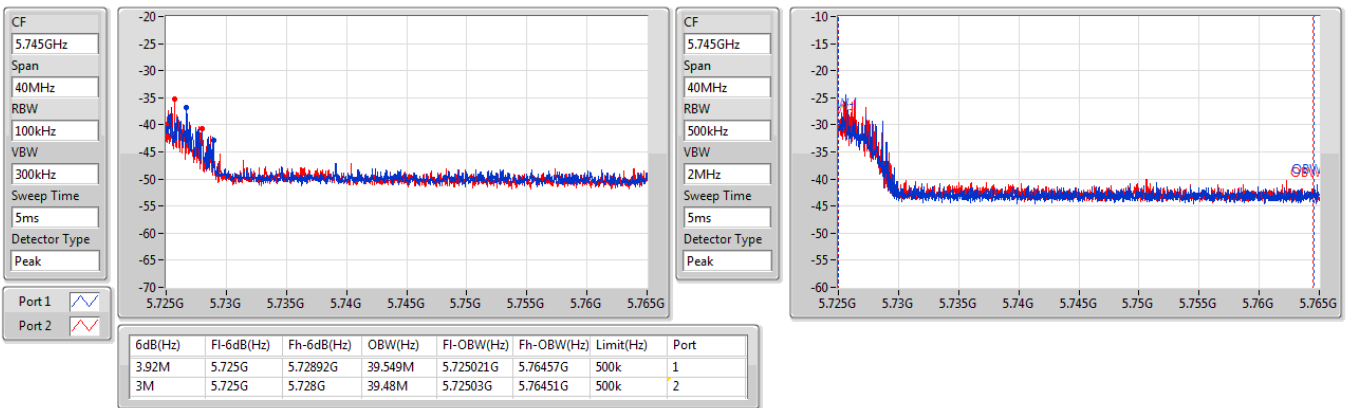 CF
5.745GHz
Span
40MHz
RBW
100kHz
VBW
300kHz
Sweep Time
5ms
Detector Type
Peak
Port 1
Port 2
-20
-25
-30
-35
-40
-45
-50
-55
-60
-65
-70
5.725G 5.73G 5.735G 5.74G 5.745G 5.75G 5.755G 5.76G 5.765G
CF
5.745GHz
Span
40MHz
RBW
500kHz
VBW
2MHz
Sweep Time
5ms
Detector Type
Peak
-10
-15
-20
-25
-30
-35
-40
-45
-50
-55
-60
OBW
OBW
5.725G 5.73G 5.735G 5.74G 5.745G 5.75G 5.755G 5.76G 5.765G
6dB(Hz) Fl-6dB(Hz) Fh-6dB(Hz) OBW(Hz) Fl-OBW(Hz) Fh-OBW(Hz) Limit(Hz) Port
3.92M 5.725G 5.72892G 39.549M 5.725021G 5.76457G 500k 1
3M 5.725G 5.728G 39.48M 5.72503G 5.76451G 500k 2